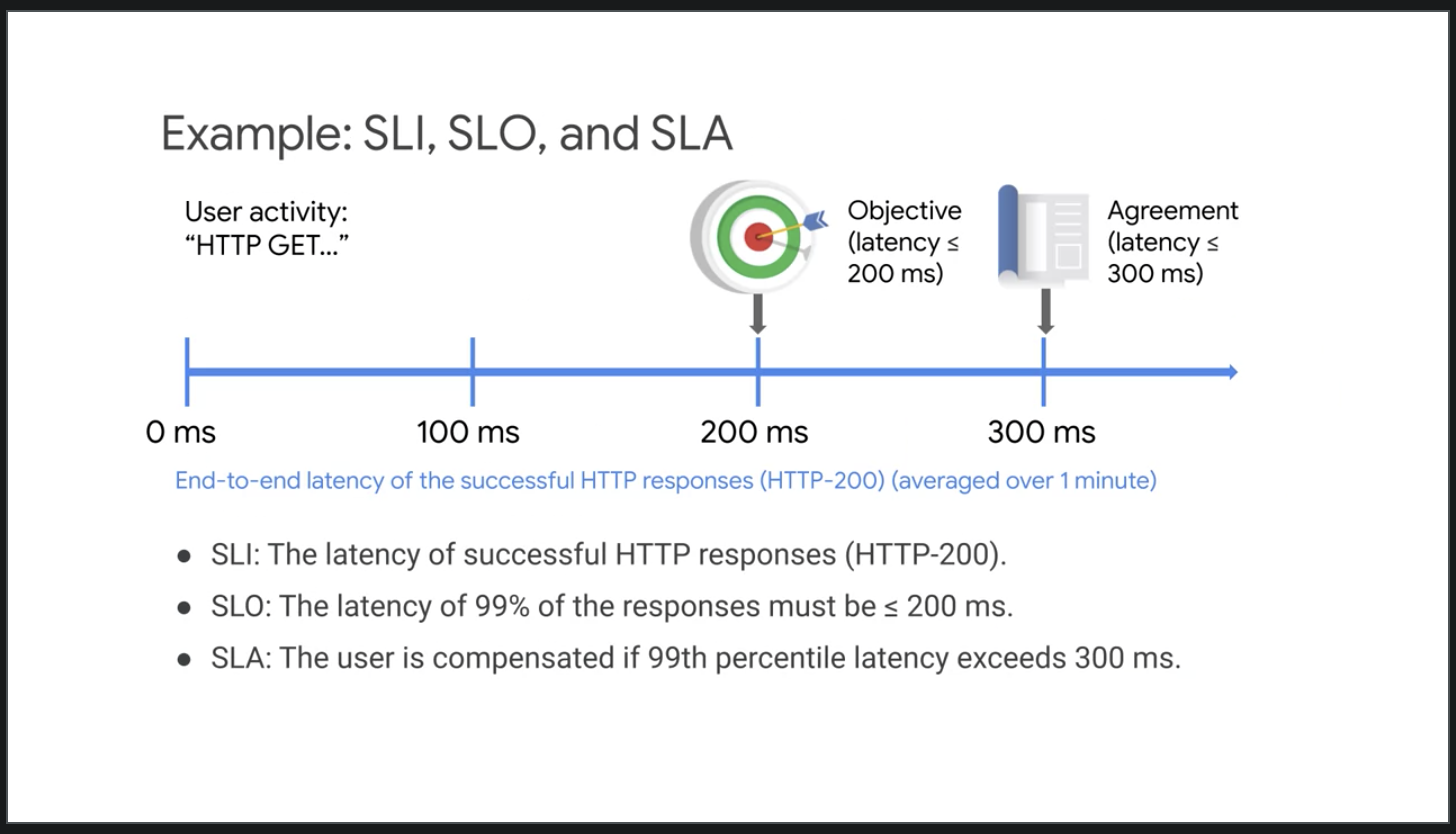 Example: SLI, SLO, and SLA
User activity:
“HTTP GET...”
Objective
(latency ≤
200 ms)
Agreement
(latency ≤
300 ms)
0 ms
100 ms
200 ms
300 ms
End-to-end latency of the successful HTTP responses (HTTP-200) (averaged over 1 minute)
● SLI: The latency of successful HTTP responses (HTTP-200).
● SLO: The latency of 99% of the responses must be ≤ 200 ms.
● SLA: The user is compensated if 99th percentile latency exceeds 300 ms.